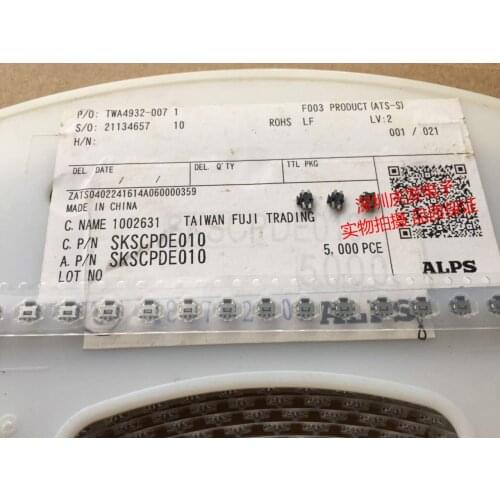 P/O: TWA4932-007 1 F003 PRODUCT(ATS-S)
S/O: 21134657 10 ROHS LF LV:2
H/N: 001 / 021
DEL. DATE DEL. Q'TY TTL PKG
/ /
ZATS0402241614A060000359
MADE IN CHINA
C. NAME 1002631 TAIWAN FUJI TRADING
C. P/N SKSCPDE010
A. P/N SKSCPDE010 5,000 PCE ALPS
LOT NO
实物拍摄
ALPS